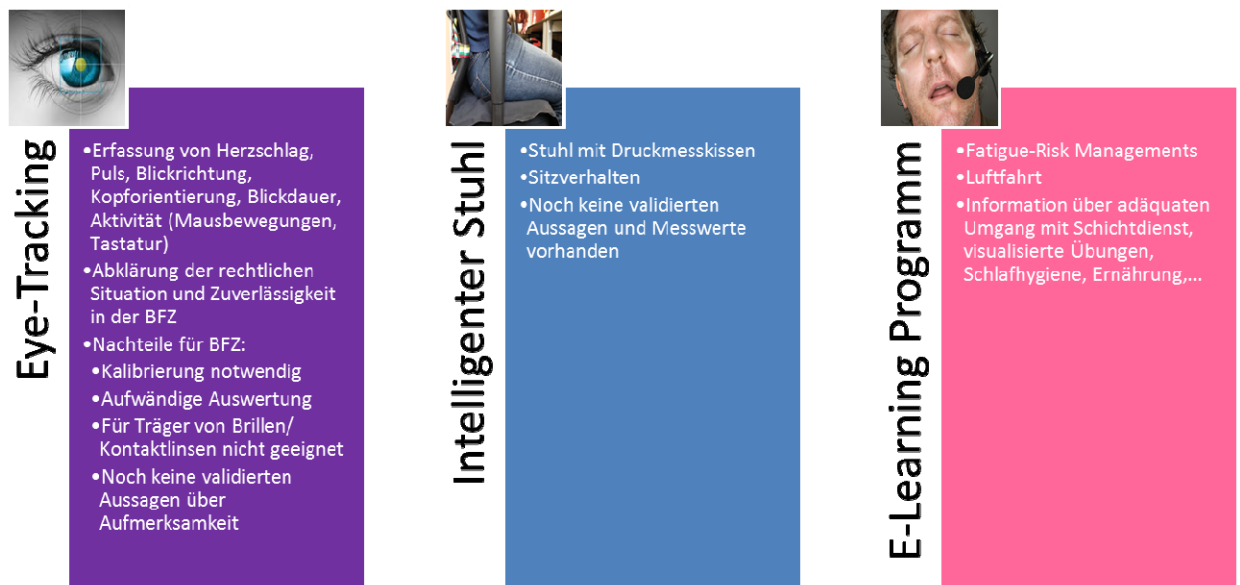 Eye-Tracking
•Erfassung von Herzschlag,
Puls, Blickrichtung,
Kopforientierung, Blickdauer,
Aktivität (Mausbewegungen,
Tastatur)
•Abklärung der rechtlichen
Situation und Zuverlässigkeit
in der BFZ
•Nachteile für BFZ:
•Kalibrierung notwendig
•Aufwändige Auswertung
•Für Träger von Brillen/
Kontaktlinsen nicht geeignet
•Noch keine validierten
Aussagen über
Aufmerksamkeit
Intelligenter Stuhl
•Stuhl mit Druckmesskissen
•Sitzverhalten
•Noch keine validierten
Aussagen und Messwerte
vorhanden
E-Learning Programm
•Fatigue-Risk Managements
•Luftfahrt
•Information über adäquaten
Umgang mit Schichtdienst,
visualisierte Übungen,
Schlafhygiene, Ernährung,...